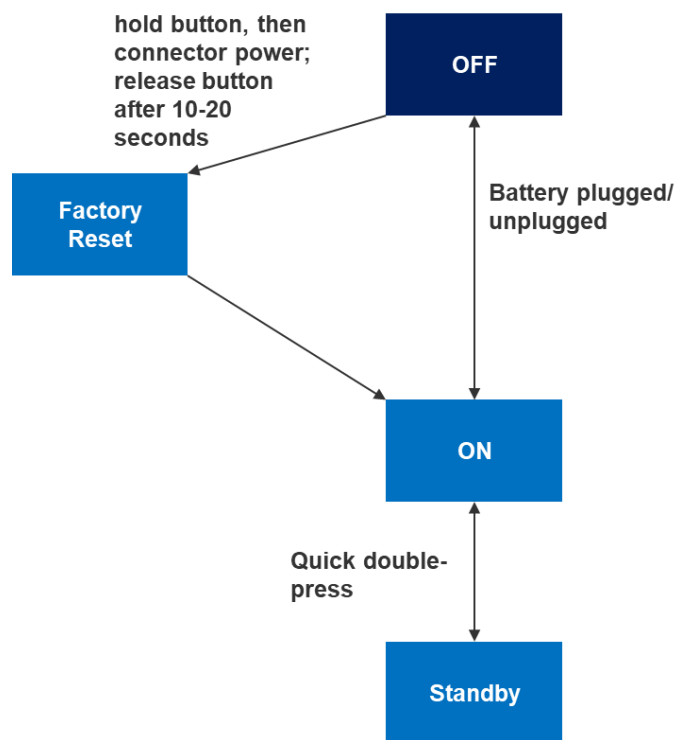 hold button, then
connector power;
release button
after 10-20
seconds
OFF
Factory
Reset
Battery plugged/
unplugged
ON
Quick double-
press
Standby